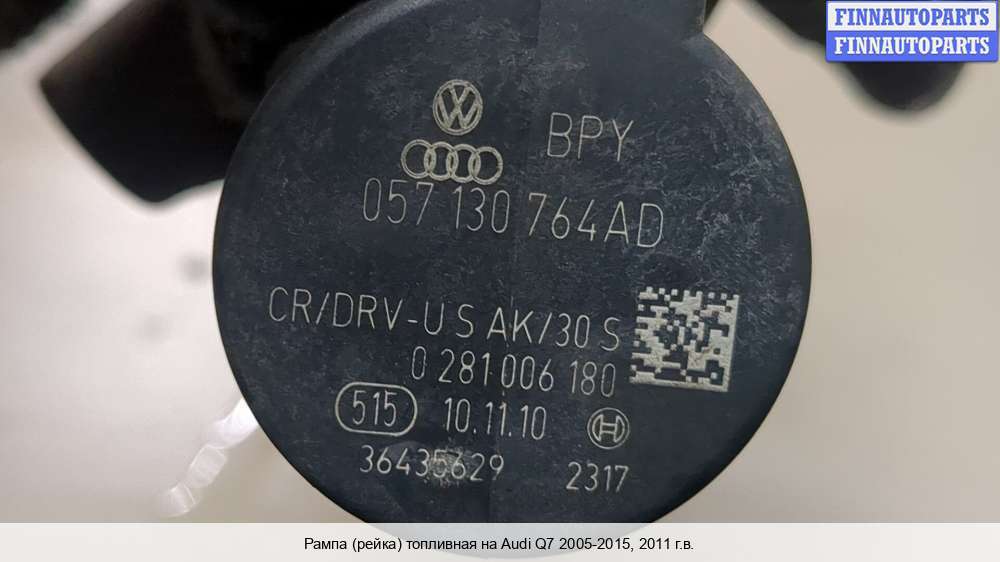 FINNAUTOPARTS
FINNAUTOPARTS
BPY
057 130 764AD
CR/DRV-U S AK/30 S
0 281 006 180
515 10.11.10
36435629 2317
Рампа (рейка) топливная на Audi Q7 2005-2015, 2011 г.в.